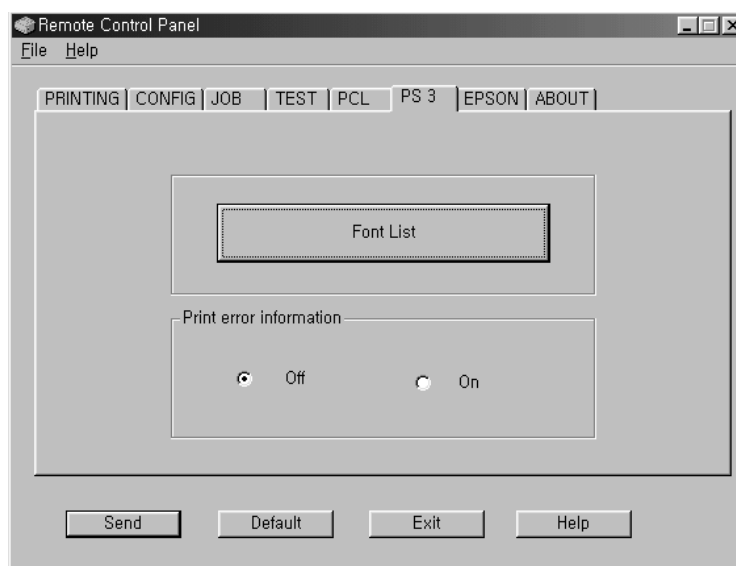 Remote Control Panel
File Help
PRINTING CONFIG JOB TEST PCL PS 3 EPSON ABOUT
Font List
Print error information
Off On
Send Default Exit Help